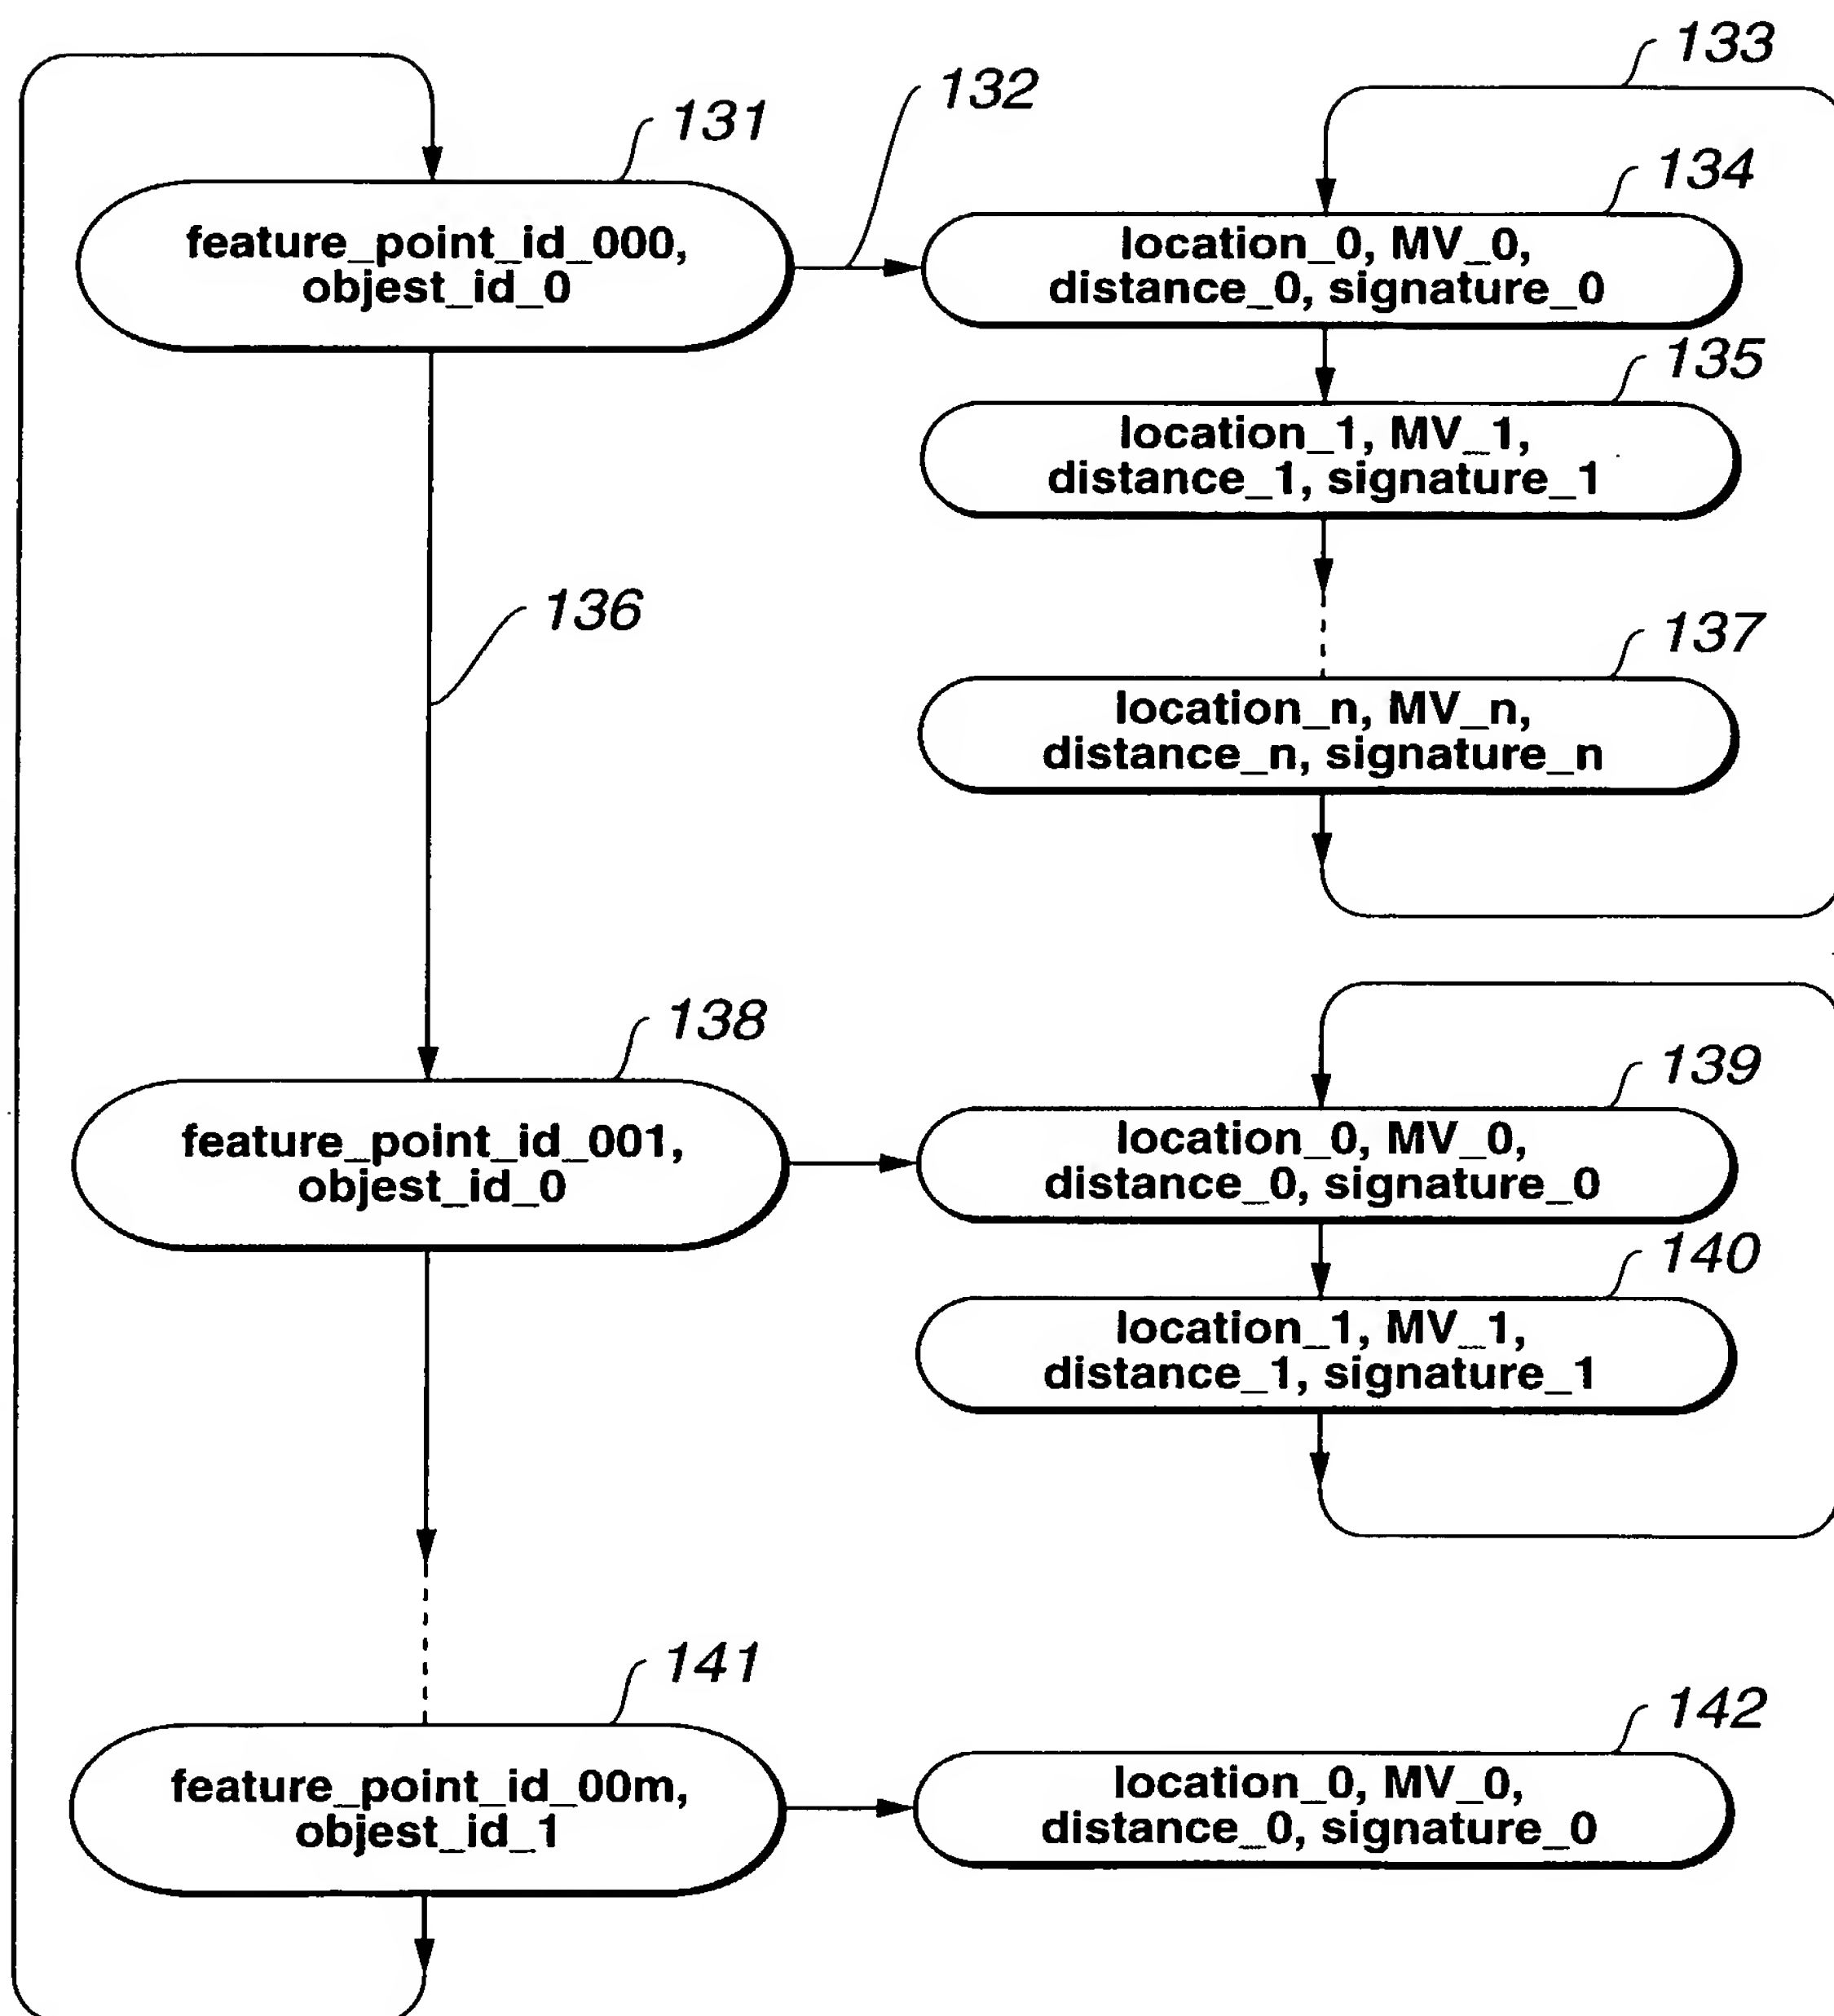 133
132
131
134
feature_point_id_000,
objest_id_0
location_0, MV_0,
distance_0, signature_0
135
location_1, MV_1,
distance_1, signature_1
136
137
location_n, MV_n,
distance_n, signature_n
138
139
feature_point_id_001,
objest_id_0
location_0, MV_0,
distance_0, signature_0
140
location_1, MV_1,
distance_1, signature_1
141
142
feature_point_id_00m,
objest_id_1
location_0, MV_0,
distance_0, signature_0